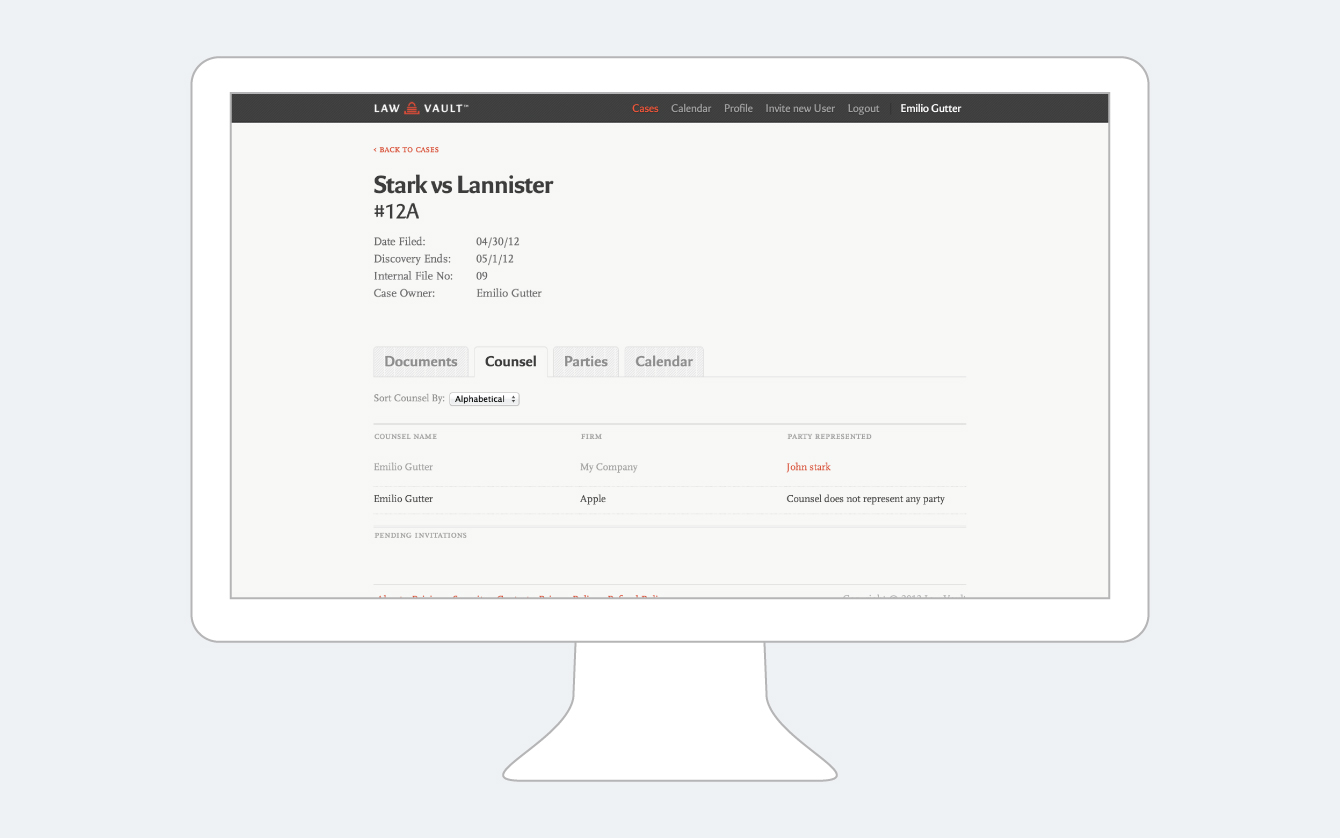 LAW VAULT™ Cases Calendar Profile Invite new User Logout Emilio Gutter
‹ BACK TO CASES
Stark vs Lannister
#12A
Date Filed: 04/30/12
Discovery Ends: 05/1/12
Internal File No: 09
Case Owner: Emilio Gutter
Documents Counsel Parties Calendar
Sort Counsel By: Alphabetical
COUNSEL NAME FIRM PARTY REPRESENTED
Emilio Gutter My Company John stark
Emilio Gutter Apple Counsel does not represent any party
PENDING INVITATIONS